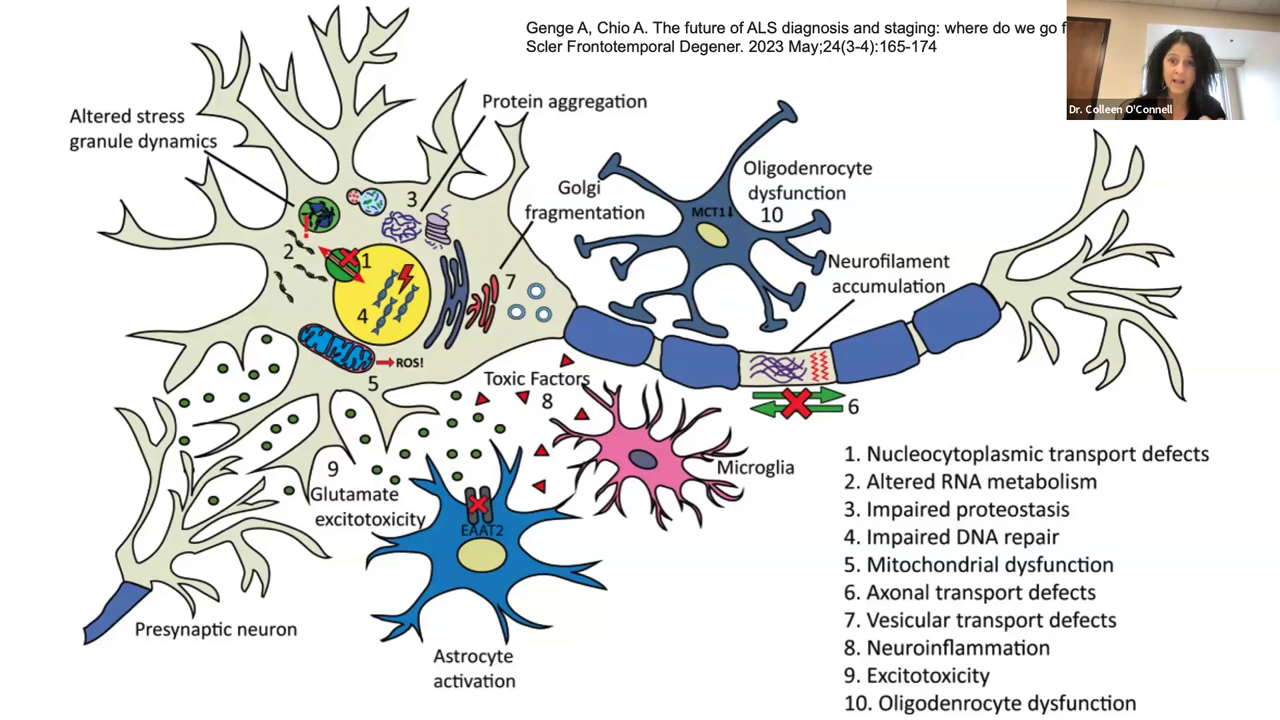 Genge A, Chio A. The future of ALS diagnosis and staging: where do we go
Scler Frontotemporal Degener. 2023 May;24(3-4):165-174
Dr. Colleen O'Connell
Altered stress
granule dynamics
Protein aggregation
Golgi
fragmentation
Oligodenrocyte
dysfunction
10
MCT1
Neurofilament
accumulation
3
2
1
4
7
5
ROS!
Toxic Factors
8
6
Microglia
9
Glutamate
excitotoxicity
EAAT2
Presynaptic neuron
Astrocyte
activation
1. Nucleocytoplasmic transport defects
2. Altered RNA metabolism
3. Impaired proteostasis
4. Impaired DNA repair
5. Mitochondrial dysfunction
6. Axonal transport defects
7. Vesicular transport defects
8. Neuroinflammation
9. Excitotoxicity
10. Oligodenrocyte dysfunction